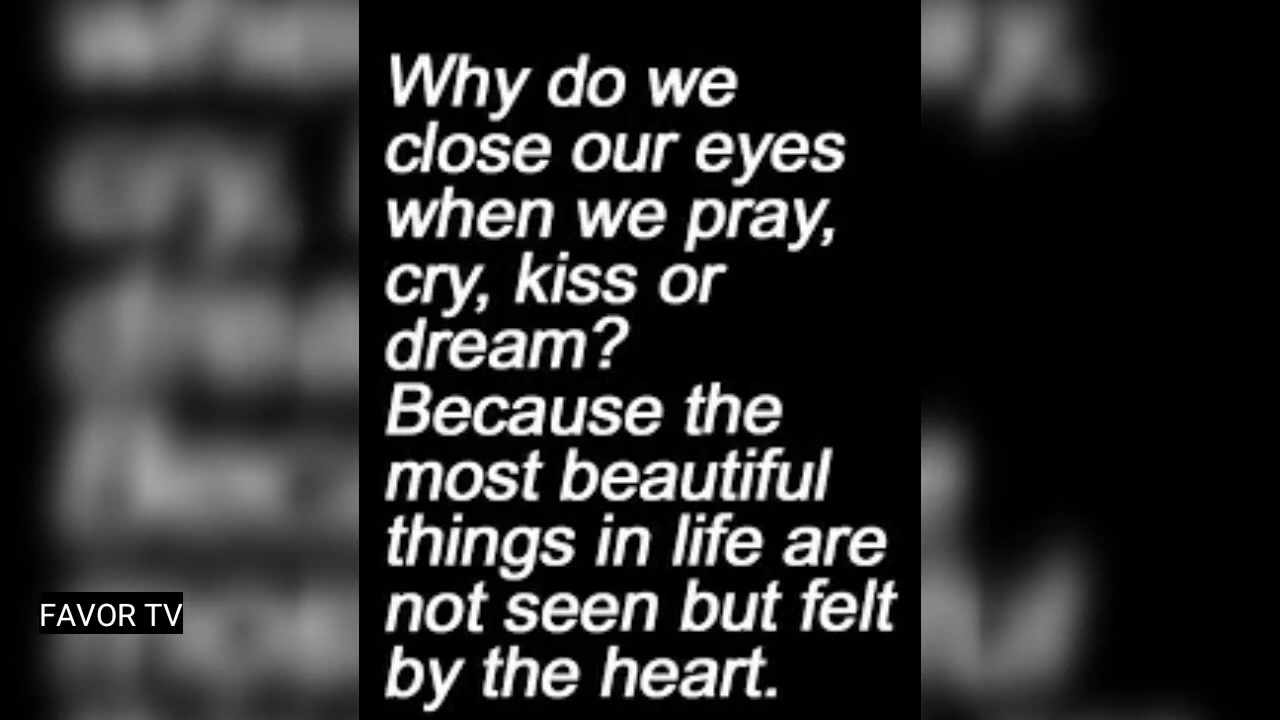 Why do we
close our eyes
when we pray,
cry, kiss or
dream?
Because the
most beautiful
things in life are
not seen but felt
by the heart.
FAVOR TV